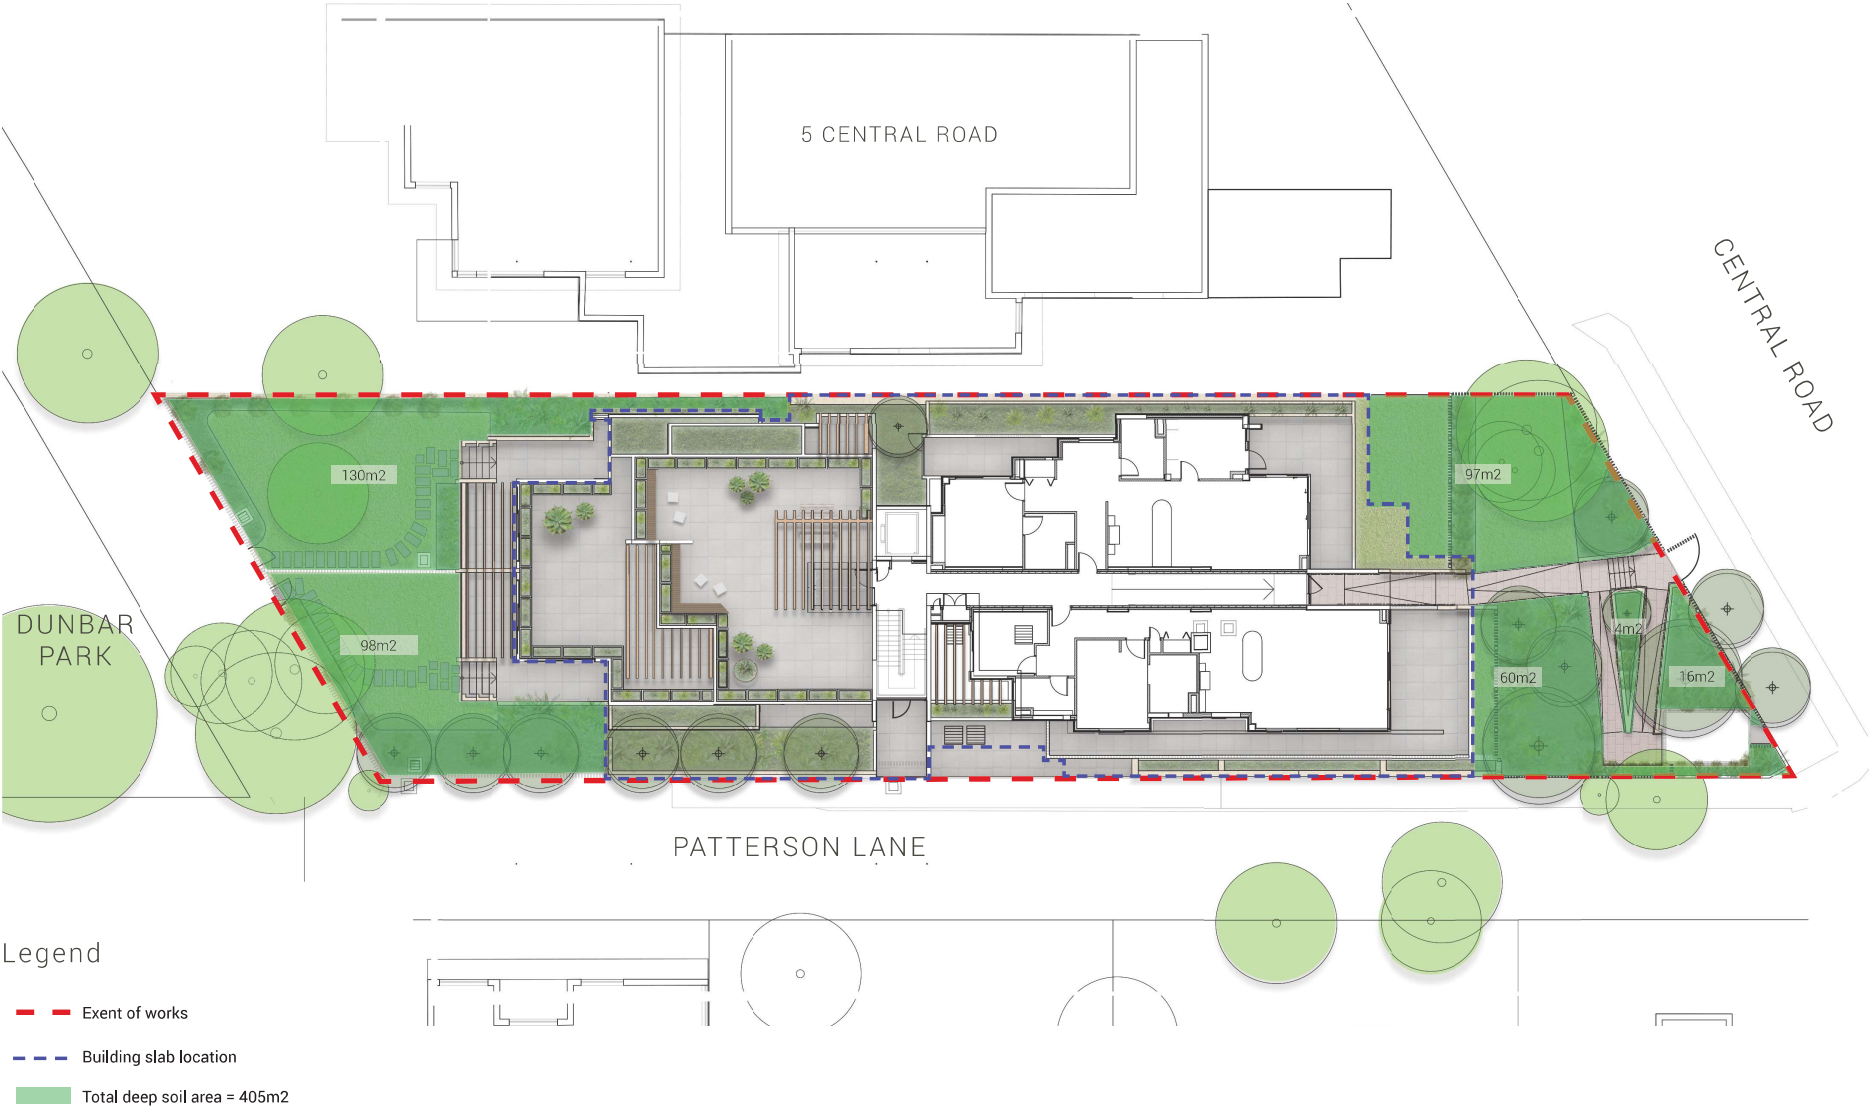 5 CENTRAL ROAD
CENTRAL ROAD
130m2
97m2
DUNBAR
PARK
98m2
4m2
60m2
16m2
PATTERSON LANE
Legend
Exent of works
Building slab location
Total deep soil area = 405m2